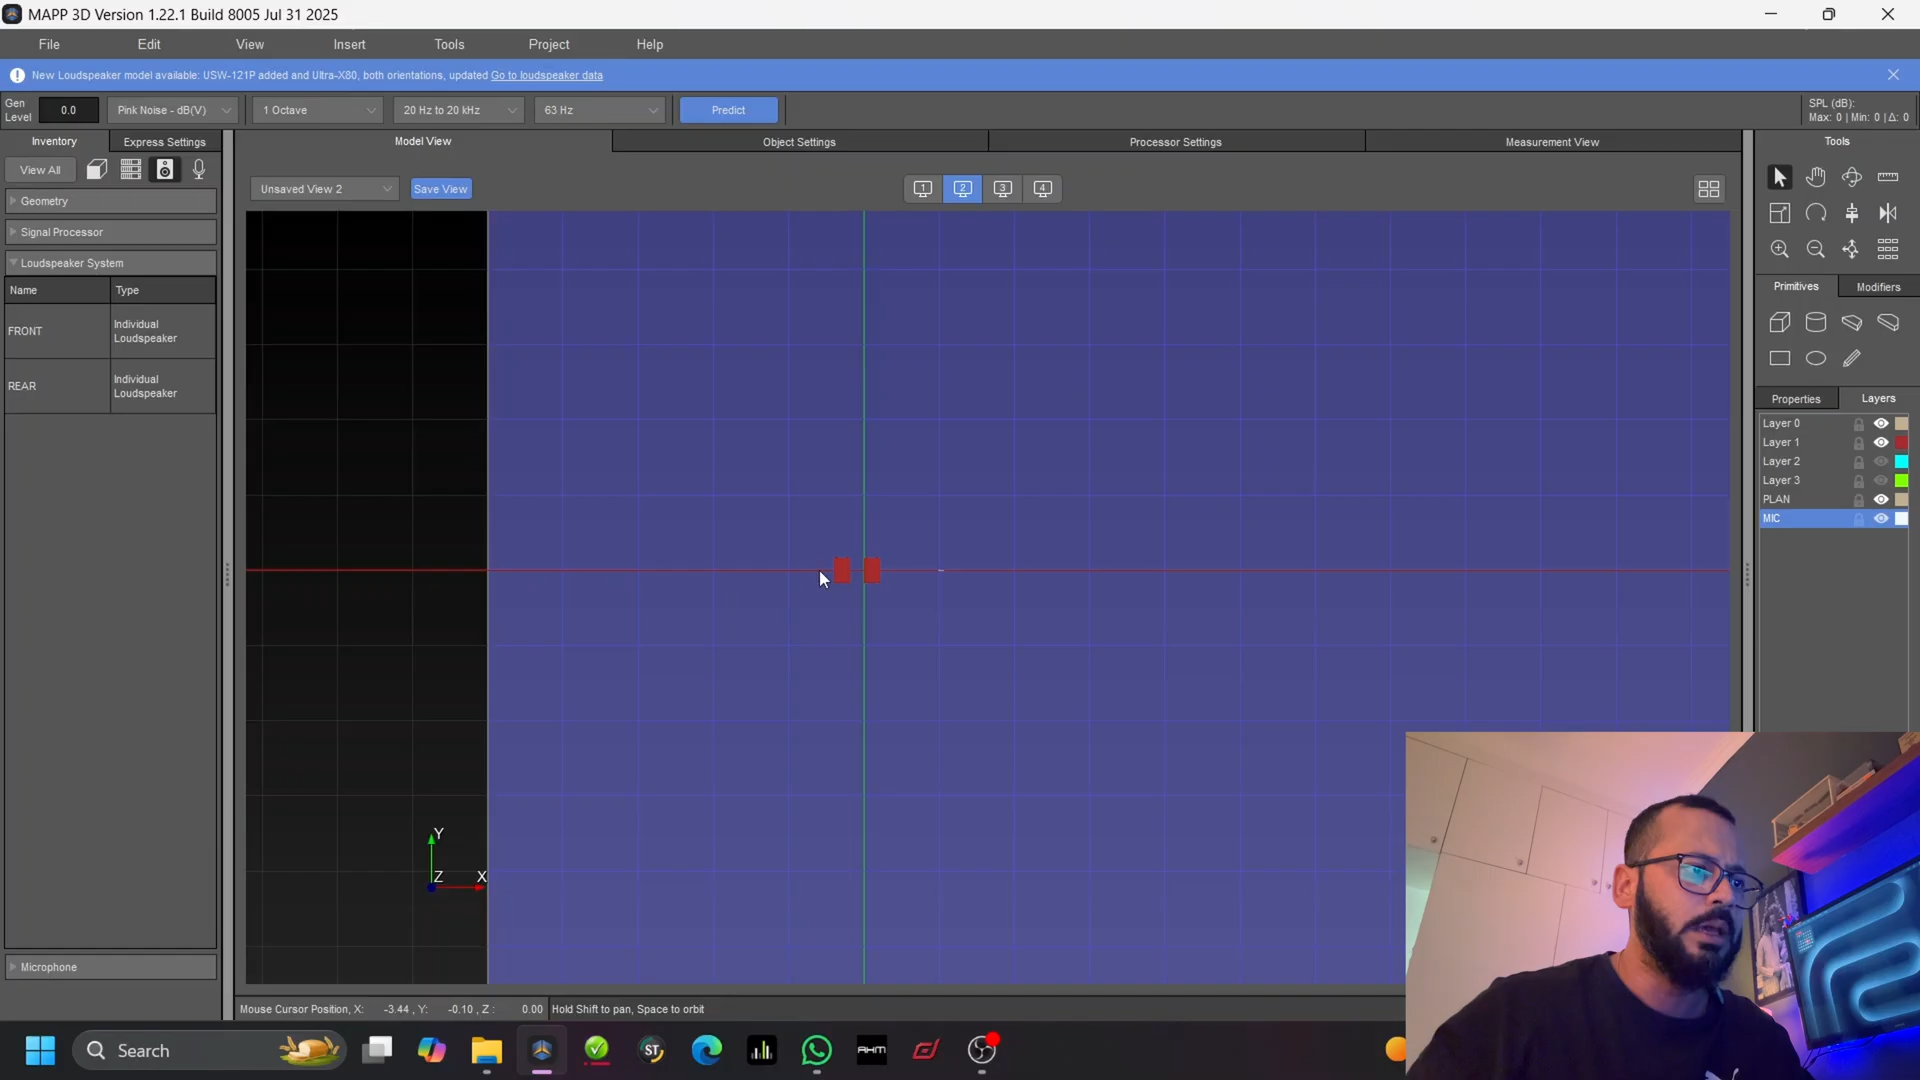 MAPP 3D Version 1.22.1 Build 8005 Jul 31 2025
File Edit View Insert Tools Project Help
New Loudspeaker model available: USW-121P added and Ultra-X80, both orientations, updated Go to loudspeaker data
Gen Level 0.0 Pink Noise - dB(V) 1 Octave 20 Hz to 20 kHz 63 Hz Predict
SPL (dB):
Max: 0 | Min: 0 | Δ: 0
Inventory Express Settings
Model View Object Settings Processor Settings Measurement View
Tools
View All
Unsaved View 2 Save View
1 2 3 4
Geometry
Signal Processor
Loudspeaker System
Name Type
FRONT Individual Loudspeaker
REAR Individual Loudspeaker
Microphone
Primitives Modifiers
Properties Layers
Layer 0
Layer 1
Layer 2
Layer 3
PLAN
MIC
Y
Z X
Mouse Cursor Position, X: -3.44 , Y: -0.10 , Z : 0.00 Hold Shift to pan, Space to orbit
Search
ST
AHM